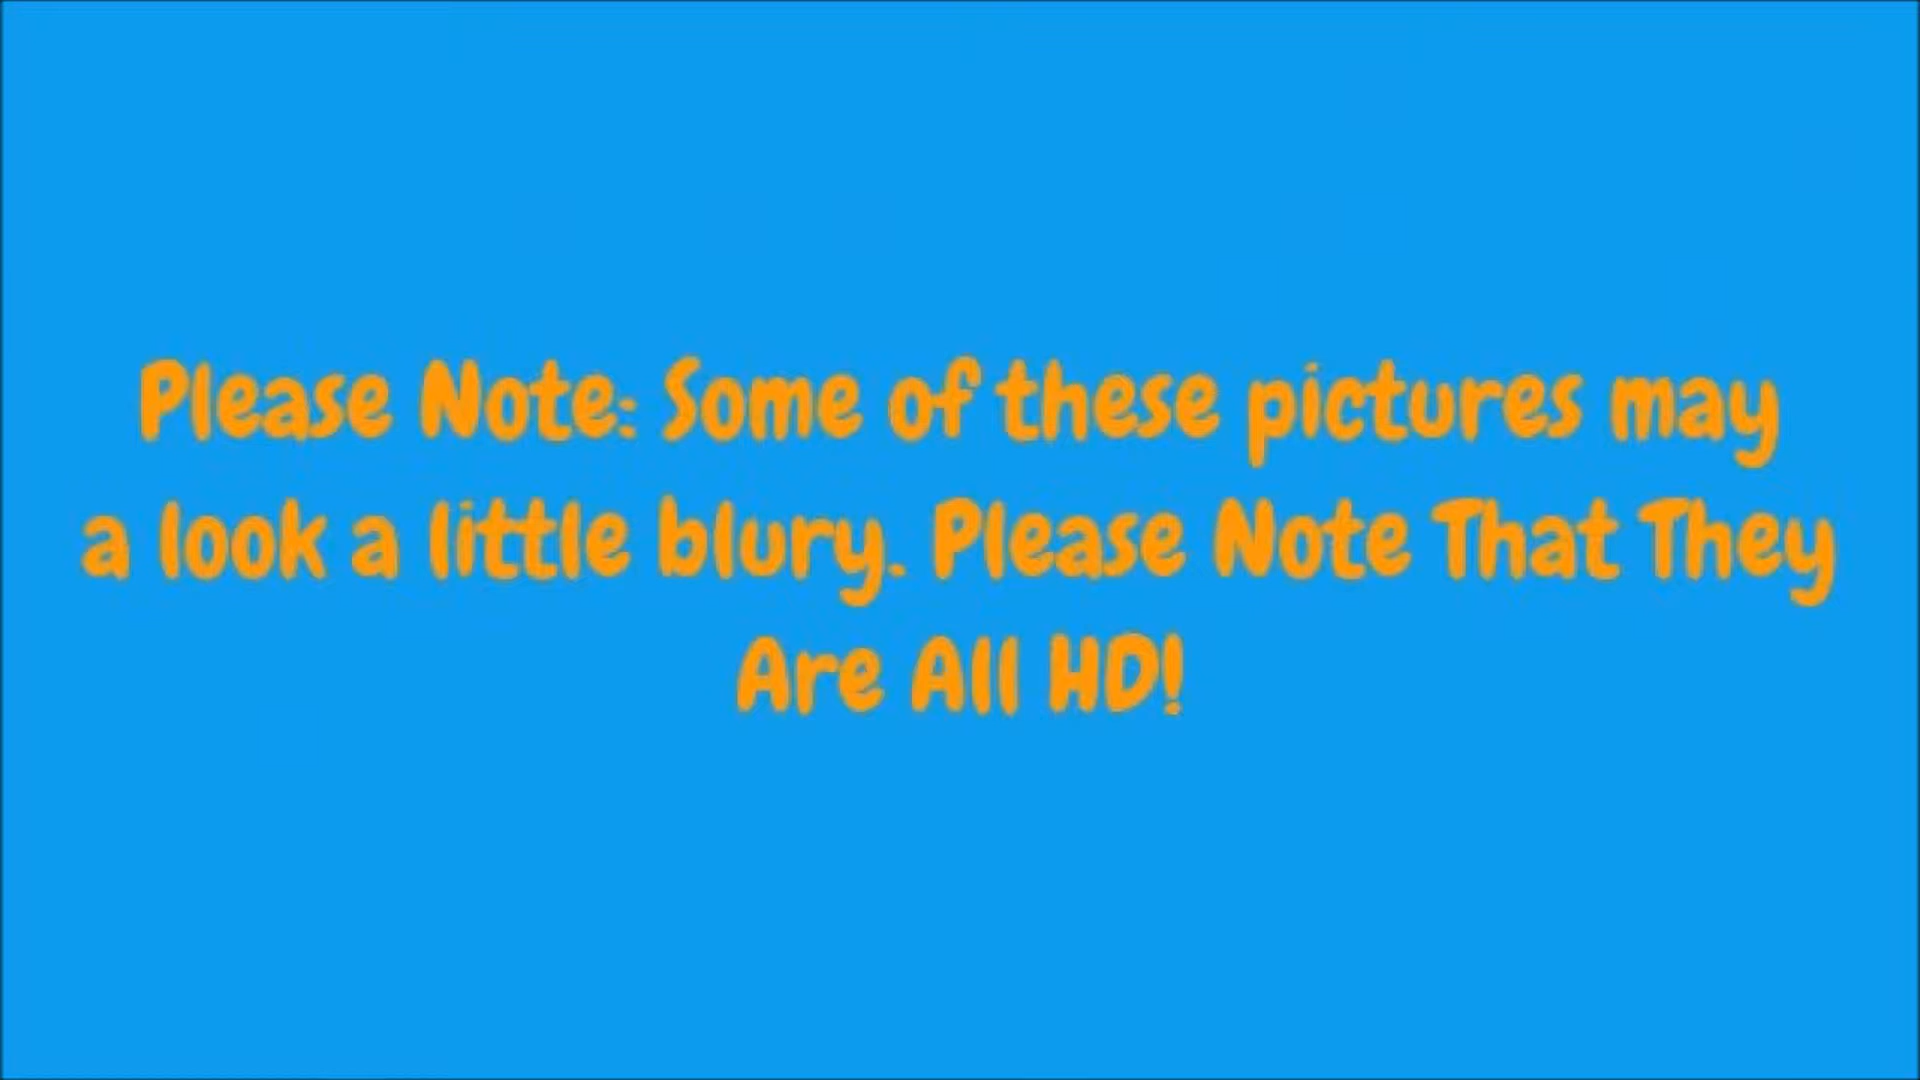 Please Note: Some of these pictures may
a look a little blury. Please Note That They
Are All HD!